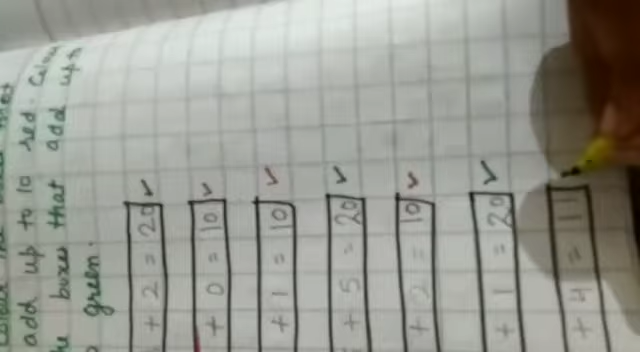 add up to 10 red. Colour
the boxes that add up to
green.
+ 2 = 20
+ 0 = 10
+ 1 = 10
+ 5 = 20
+ 2 = 10
+ 1 = 20
+ 4 = 11